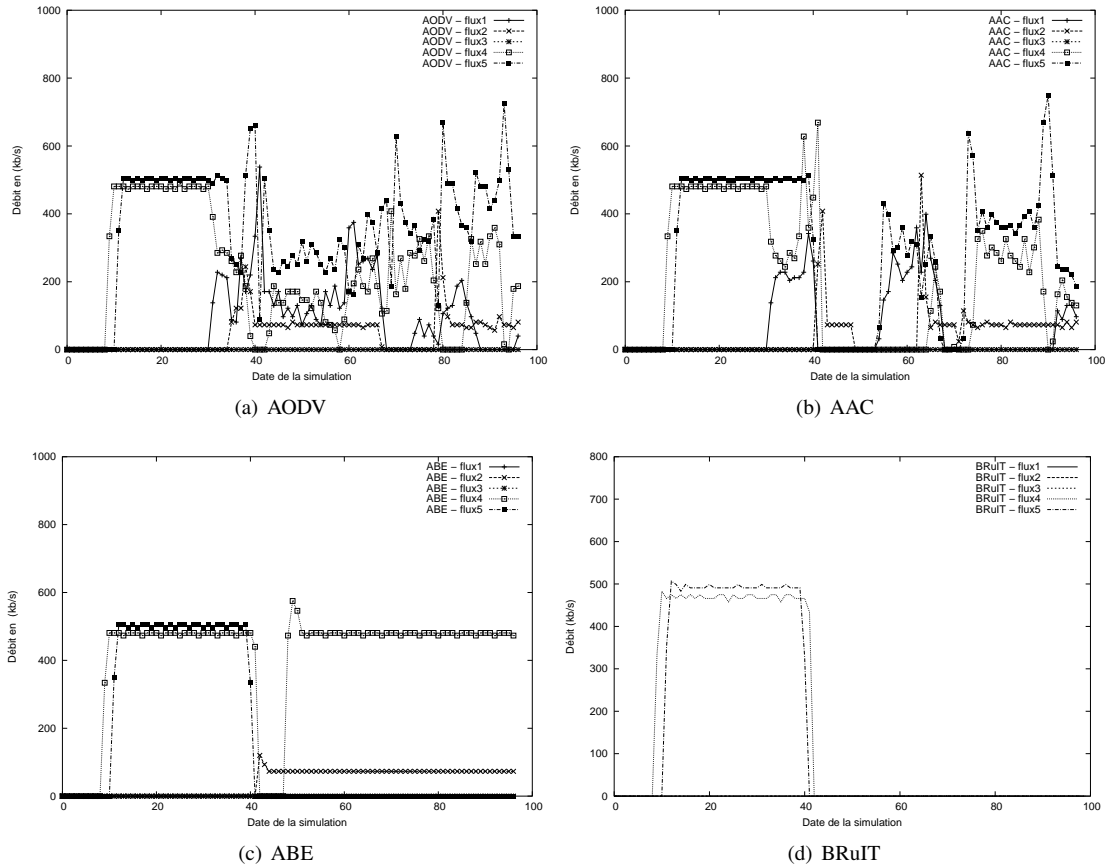 1000
800
600
400
200
0
Débit en (kb/s)
0 20 40 60 80 100
Date de la simulation
AODV – flux1
AODV – flux2
AODV – flux3
AODV – flux4
AODV – flux5
(a) AODV
1000
800
600
400
200
0
Débit en (kb/s)
0 20 40 60 80 100
Date de la simulation
AAC – flux1
AAC – flux2
AAC – flux3
AAC – flux4
AAC – flux5
(b) AAC
1000
800
600
400
200
0
Débit en (kb/s)
0 20 40 60 80 100
Date de la simulation
ABE – flux1
ABE – flux2
ABE – flux3
ABE – flux4
ABE – flux5
(c) ABE
800
700
600
500
400
300
200
100
0
Débit en (kb/s)
0 20 40 60 80 100
Date de la simulation
BRuIT – flux1
BRuIT – flux2
BRuIT – flux3
BRuIT – flux4
BRuIT – flux5
(d) BRuIT